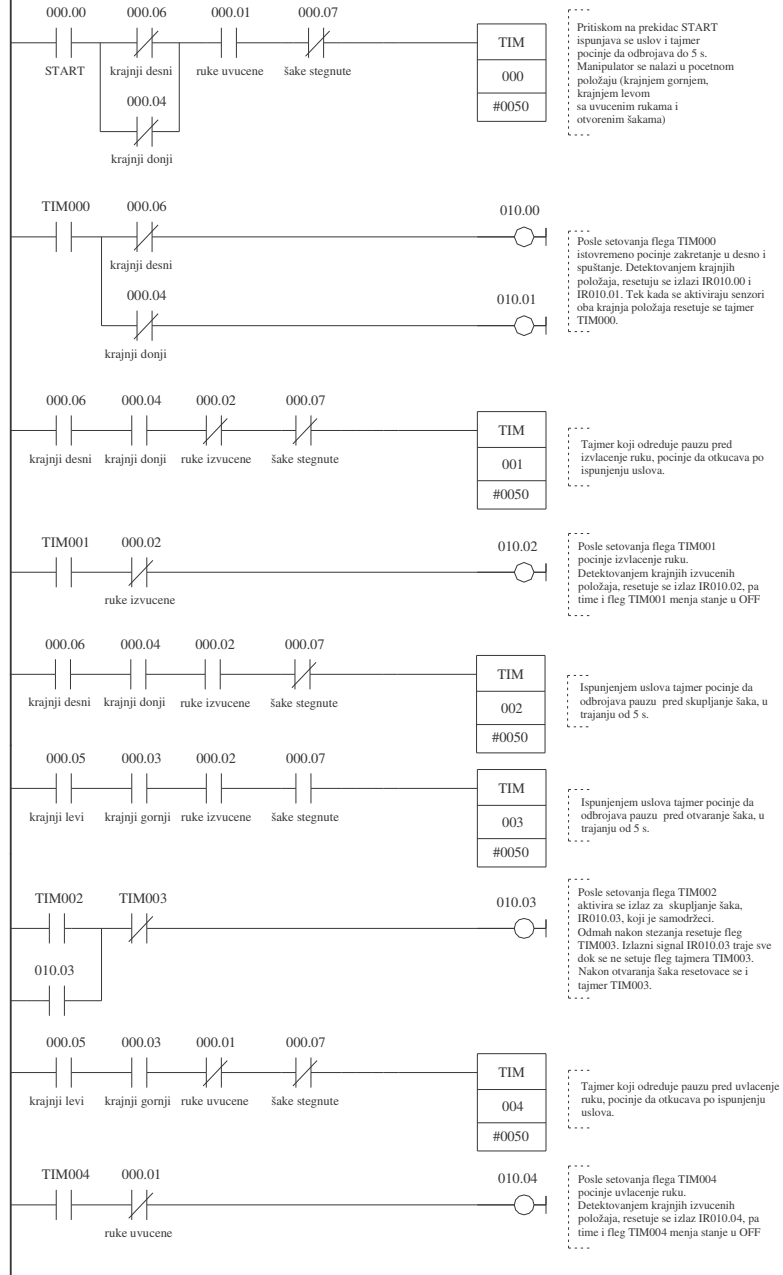 000.00 000.06 000.01 000.07
START krajnji desni ruke uvucene šake stegnute
000.04
krajnji donji
TIM
000
#0050
Pritiskom na prekidac START
ispunjava se uslov i tajmer
pocinje da odbrojava do 5 s.
Manipulator se nalazi u pocetnom
položaju (krajnjem gornjem,
krajnjem levom
sa uvucenim rukama i
otvorenim šakama)
TIM000 000.06 010.00
krajnji desni
000.04 010.01
krajnji donji
Posle setovanja flega TIM000
istovremeno pocinje zakretanje u desno i
spuštanje. Detektovanjem krajnjih
položaja, resetuju se izlazi IR010.00 i
IR010.01. Tek kada se aktiviraju senzori
oba krajnja položaja resetuje se tajmer
TIM000.
000.06 000.04 000.02 000.07
krajnji desni krajnji donji ruke izvucene šake stegnute
TIM
001
#0050
Tajmer koji odreduje pauzu pred
izvlacenje ruku, pocinje da otkucava po
ispunjenju uslova.
TIM001 000.02 010.02
ruke izvucene
Posle setovanja flega TIM001
pocinje izvlacenje ruku.
Detektovanjem krajnjih izvucenih
položaja, resetuje se izlaz IR010.02, pa
time i fleg TIM001 menja stanje u OFF
000.06 000.04 000.02 000.07
krajnji desni krajnji donji ruke izvucene šake stegnute
TIM
002
#0050
Ispunjenjem uslova tajmer pocinje da
odbrojava pauzu pred skupljanje šaka, u
trajanju od 5 s.
000.05 000.03 000.02 000.07
krajnji levi krajnji gornji ruke izvucene šake stegnute
TIM
003
#0050
Ispunjenjem uslova tajmer pocinje da
odbrojava pauzu pred otvaranje šaka, u
trajanju od 5 s.
TIM002 TIM003 010.03
010.03
Posle setovanja flega TIM002
aktivira se izlaz za skupljanje šaka,
IR010.03, koji je samodržeci.
Odmah nakon stezanja resetuje fleg
TIM003. Izlazni signal IR010.03 traje sve
dok se ne setuje fleg tajmera TIM003.
Nakon otvaranja šaka resetovace se i
tajmer TIM003.
000.05 000.03 000.01 000.07
krajnji levi krajnji gornji ruke uvucene šake stegnute
TIM
004
#0050
Tajmer koji odreduje pauzu pred uvlacenje
ruku, pocinje da otkucava po ispunjenju
uslova.
TIM004 000.01 010.04
ruke uvucene
Posle setovanja flega TIM004
pocinje uvlacenje ruku.
Detektovanjem krajnjih izvucenih
položaja, resetuje se izlaz IR010.04, pa
time i fleg TIM004 menja stanje u OFF